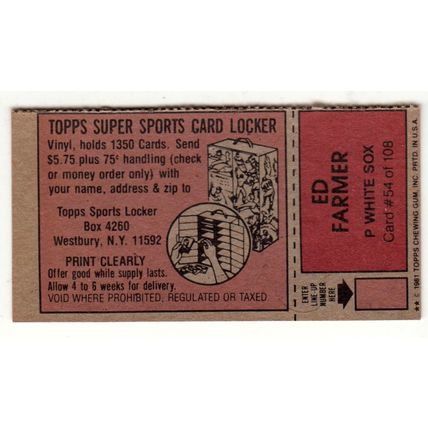 TOPPS SUPER SPORTS CARD LOCKER
Vinyl, holds 1350 Cards. Send
$5.75 plus 75¢ handling (check
or money order only) with
your name, address & zip to
Topps Sports Locker
Box 4260
Westbury, N.Y. 11592
PRINT CLEARLY
Offer good while supply lasts.
Allow 4 to 6 weeks for delivery.
VOID WHERE PROHIBITED, REGULATED OR TAXED.
ED
FARMER
P WHITE SOX
Card #54 of 108
ENTER
LINE-UP
NUMBER
HERE
★★ © 1981 TOPPS CHEWING GUM, INC. PRTD. IN U.S.A.